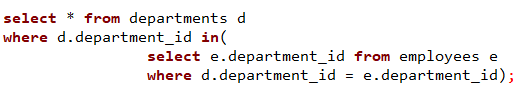 select * from departments d
where d.department_id in(
select e.department_id from employees e
where d.department_id = e.department_id);